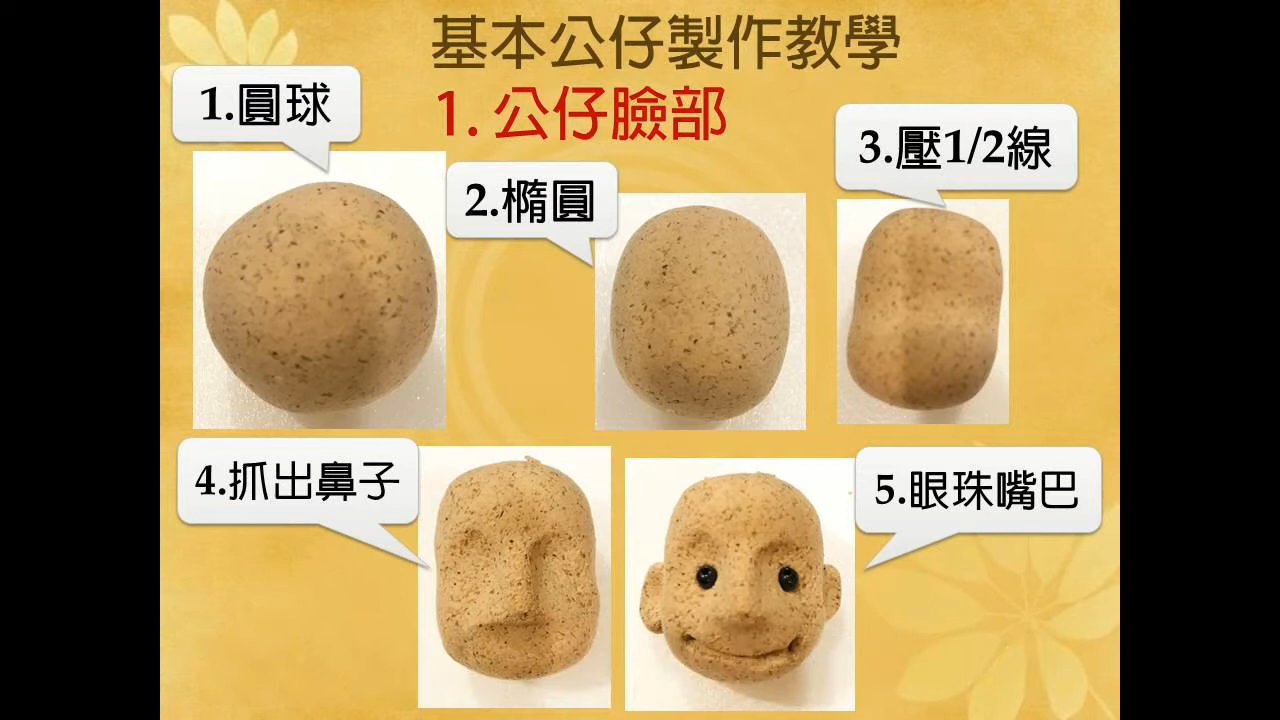 基本公仔製作教學
1. 公仔臉部
1.圓球
2.橢圓
3.壓1/2線
4.抓出鼻子
5.眼珠嘴巴